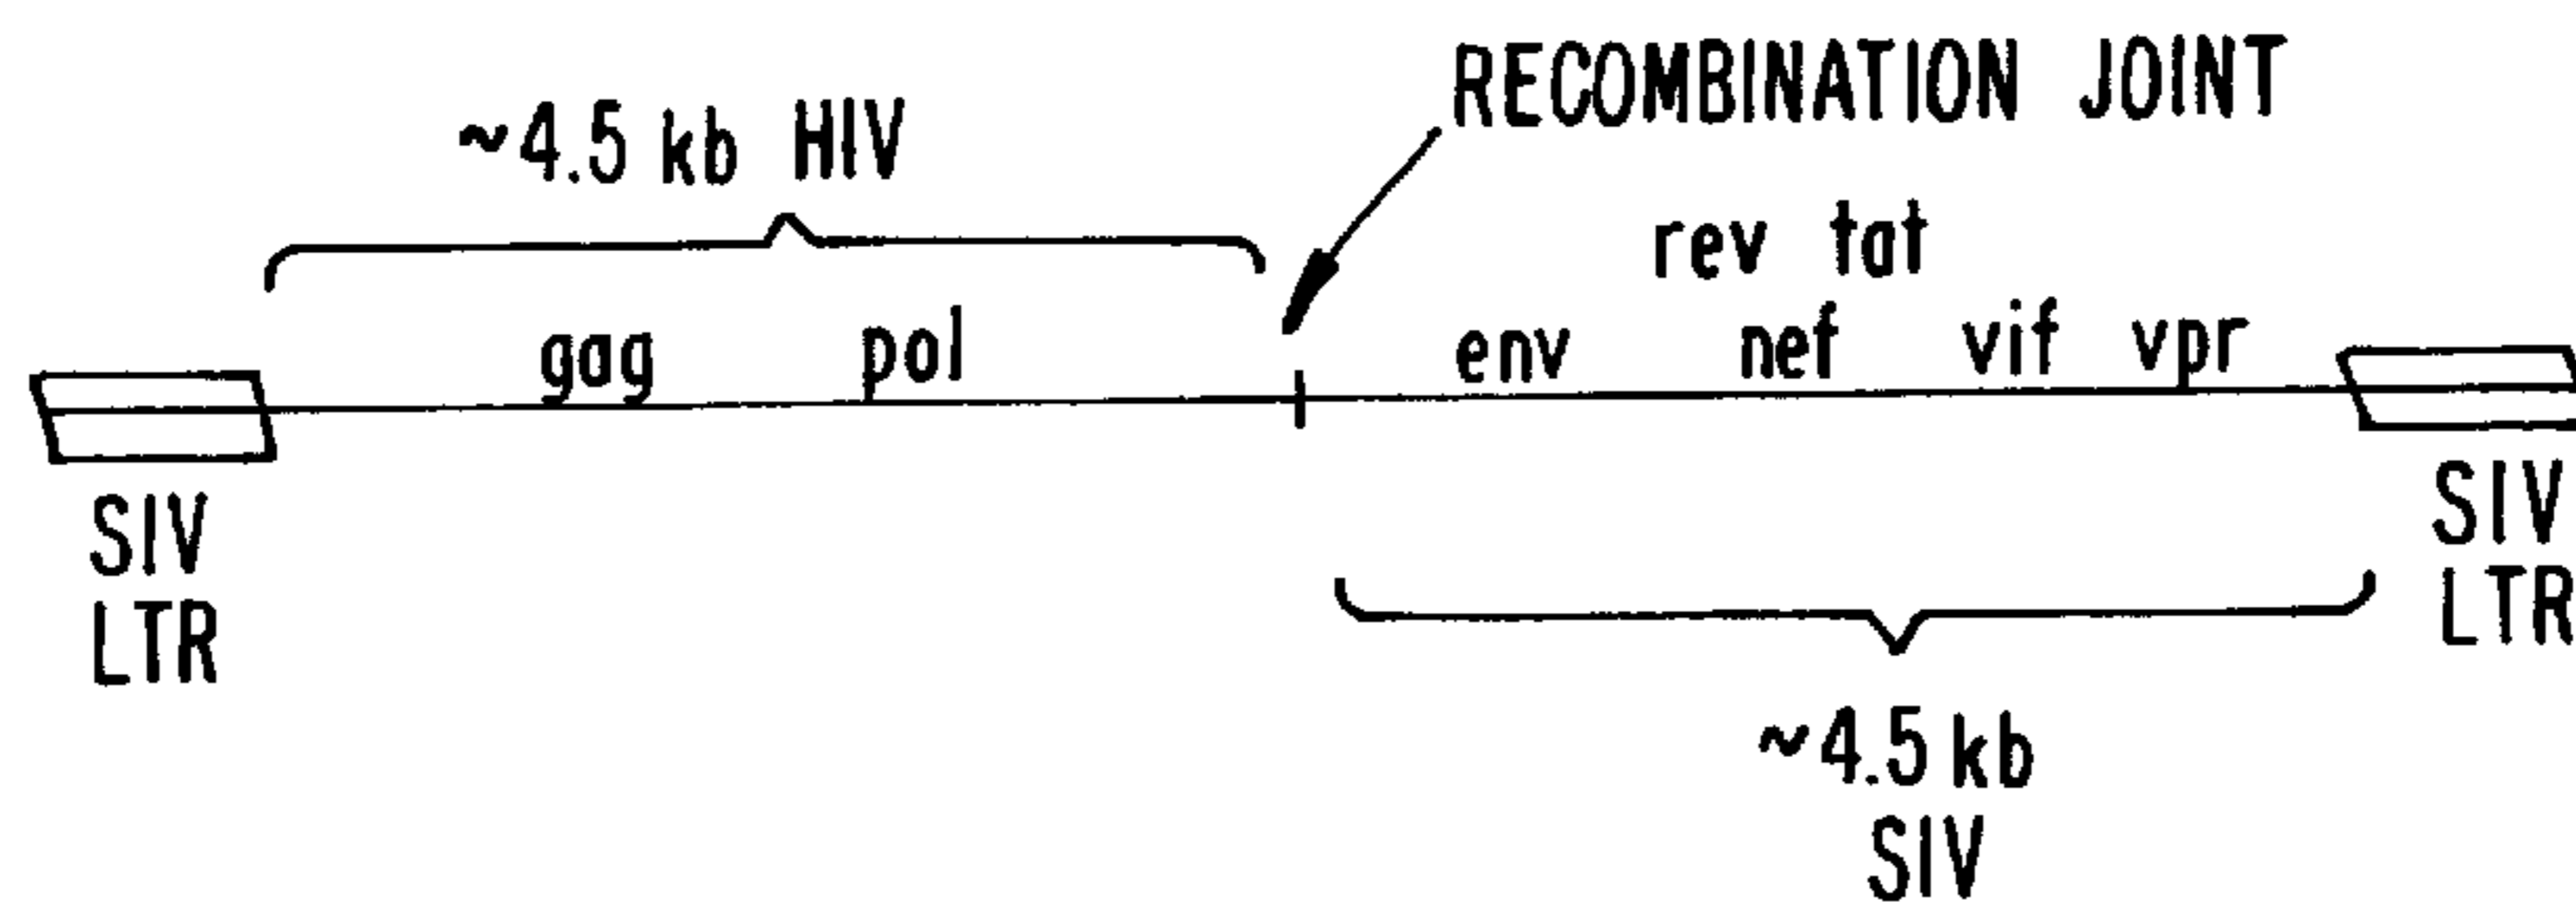 RECOMBINATION JOINT
~4.5 kb HIV
rev tat
gag pol env nef vif vpr
SIV
LTR
SIV
LTR
~4.5 kb
SIV